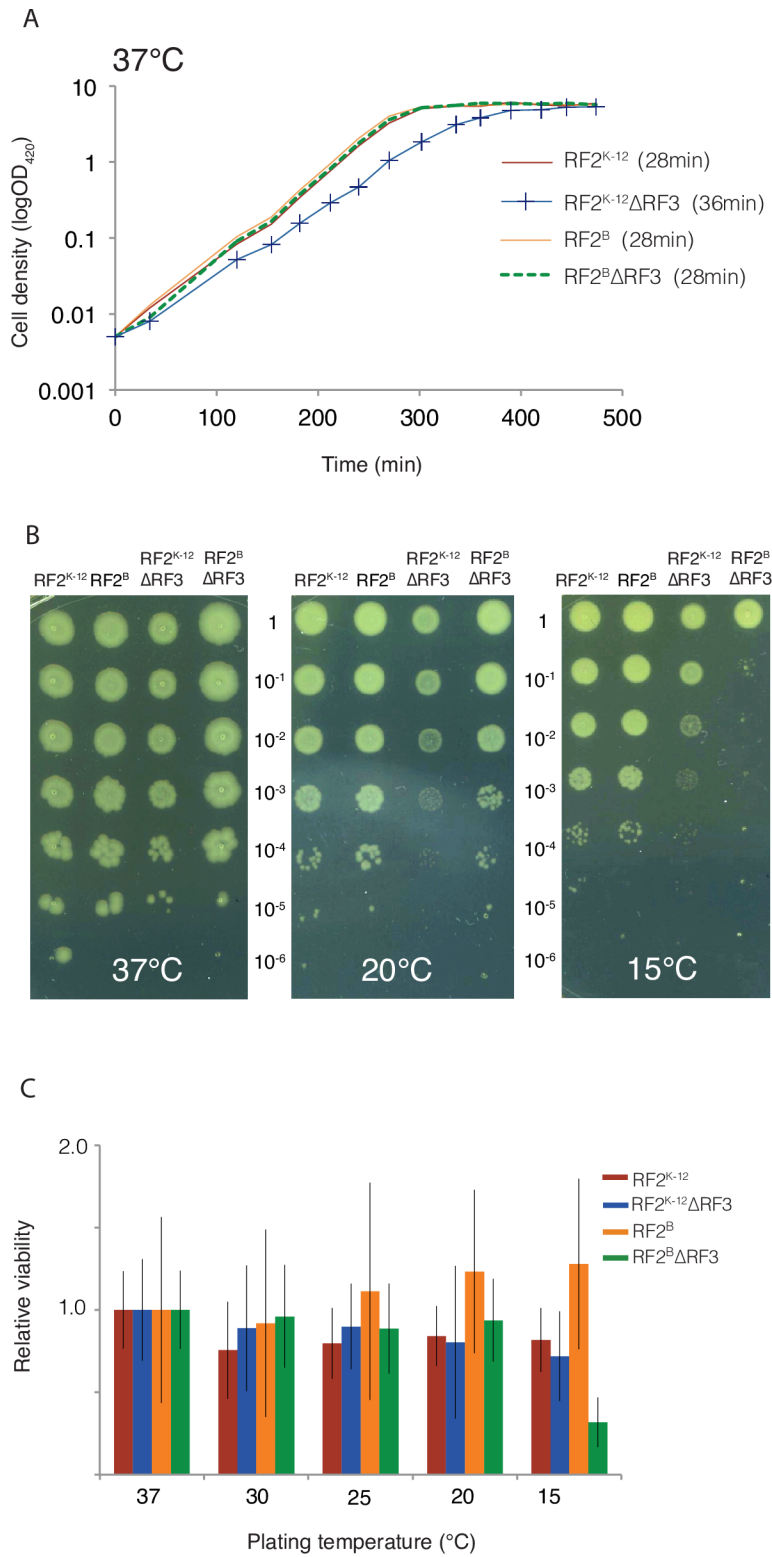 A
37°C
Cell density (logOD₄₂₀)
10
1
0.1
0.01
0.001
0
100
200
300
400
500
Time (min)
RF2ᴷ⁻¹² (28min)
RF2ᴷ⁻¹²ΔRF3 (36min)
RF2ᴮ (28min)
RF2ᴮΔRF3 (28min)
B
RF2ᴷ⁻¹² RF2ᴮ RF2ᴷ⁻¹² ΔRF3 RF2ᴮ ΔRF3
RF2ᴷ⁻¹² RF2ᴮ RF2ᴷ⁻¹² ΔRF3 RF2ᴮ ΔRF3
RF2ᴷ⁻¹² RF2ᴮ RF2ᴷ⁻¹² ΔRF3 RF2ᴮ ΔRF3
1
10⁻¹
10⁻²
10⁻³
10⁻⁴
10⁻⁵
10⁻⁶
1
10⁻¹
10⁻²
10⁻³
10⁻⁴
10⁻⁵
10⁻⁶
37°C
20°C
15°C
C
Relative viability
2.0
1.0
RF2ᴷ⁻¹²
RF2ᴷ⁻¹²ΔRF3
RF2ᴮ
RF2ᴮΔRF3
37
30
25
20
15
Plating temperature (°C)